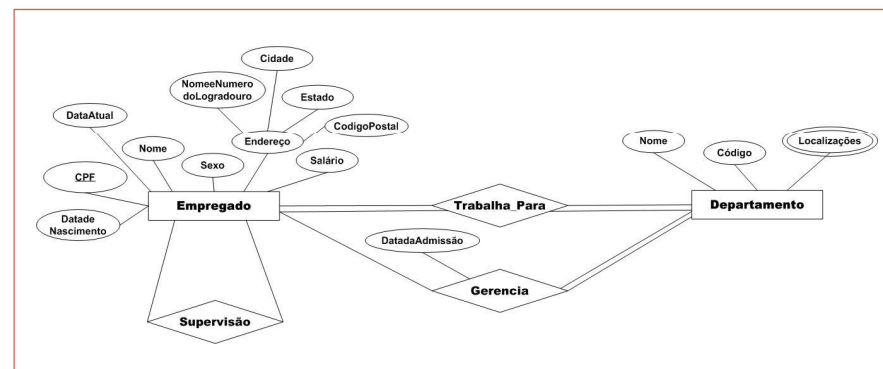 Cidade
NomeeNumero
doLogradouro
Estado
DataAtual
CodigoPostal
Endereço
Nome
Nome
Código
Localizações
Sexo
Salário
CPF
Empregado
Trabalha_Para
Departamento
Datade
Nascimento
DatadaAdmissão
Gerencia
Supervisão